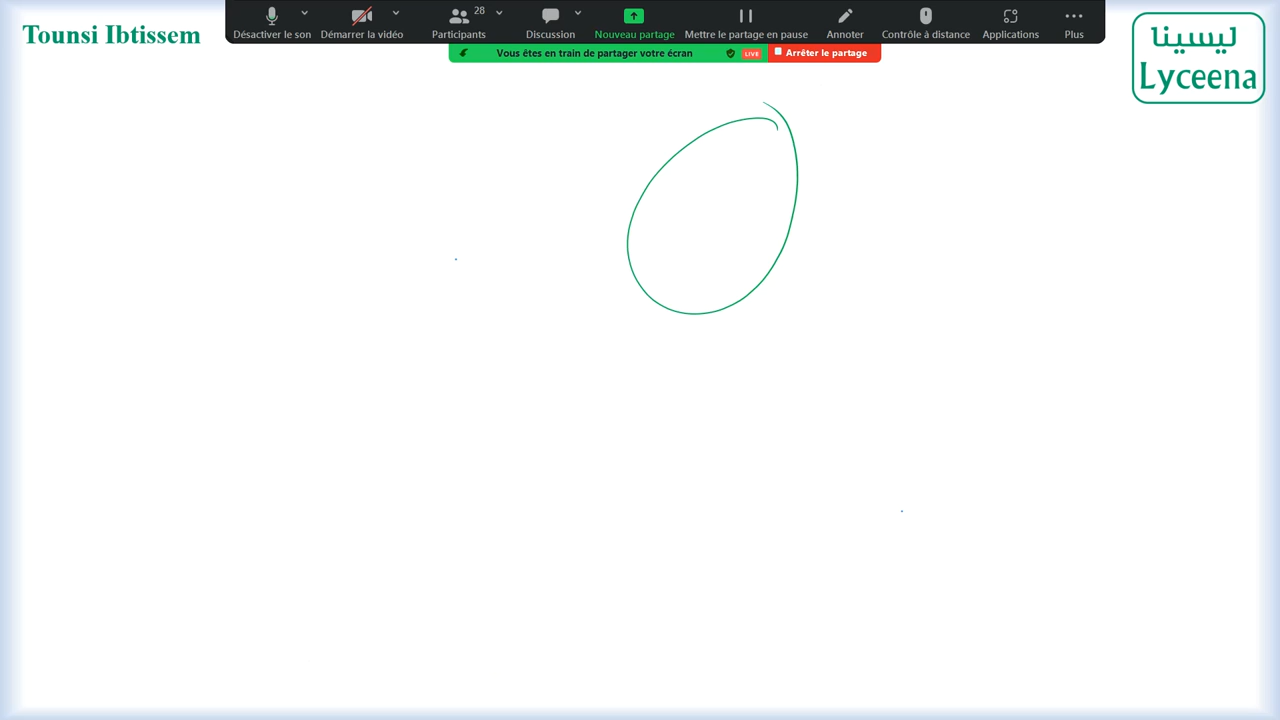 Tounsi Ibtissem
Désactiver le son
Démarrer la vidéo
28
Participants
Discussion
Nouveau partage
Mettre le partage en pause
Annoter
Contrôle à distance
Applications
Plus
Vous êtes en train de partager votre écran
LIVE
Arrêter le partage
ليسينا
Lyceena